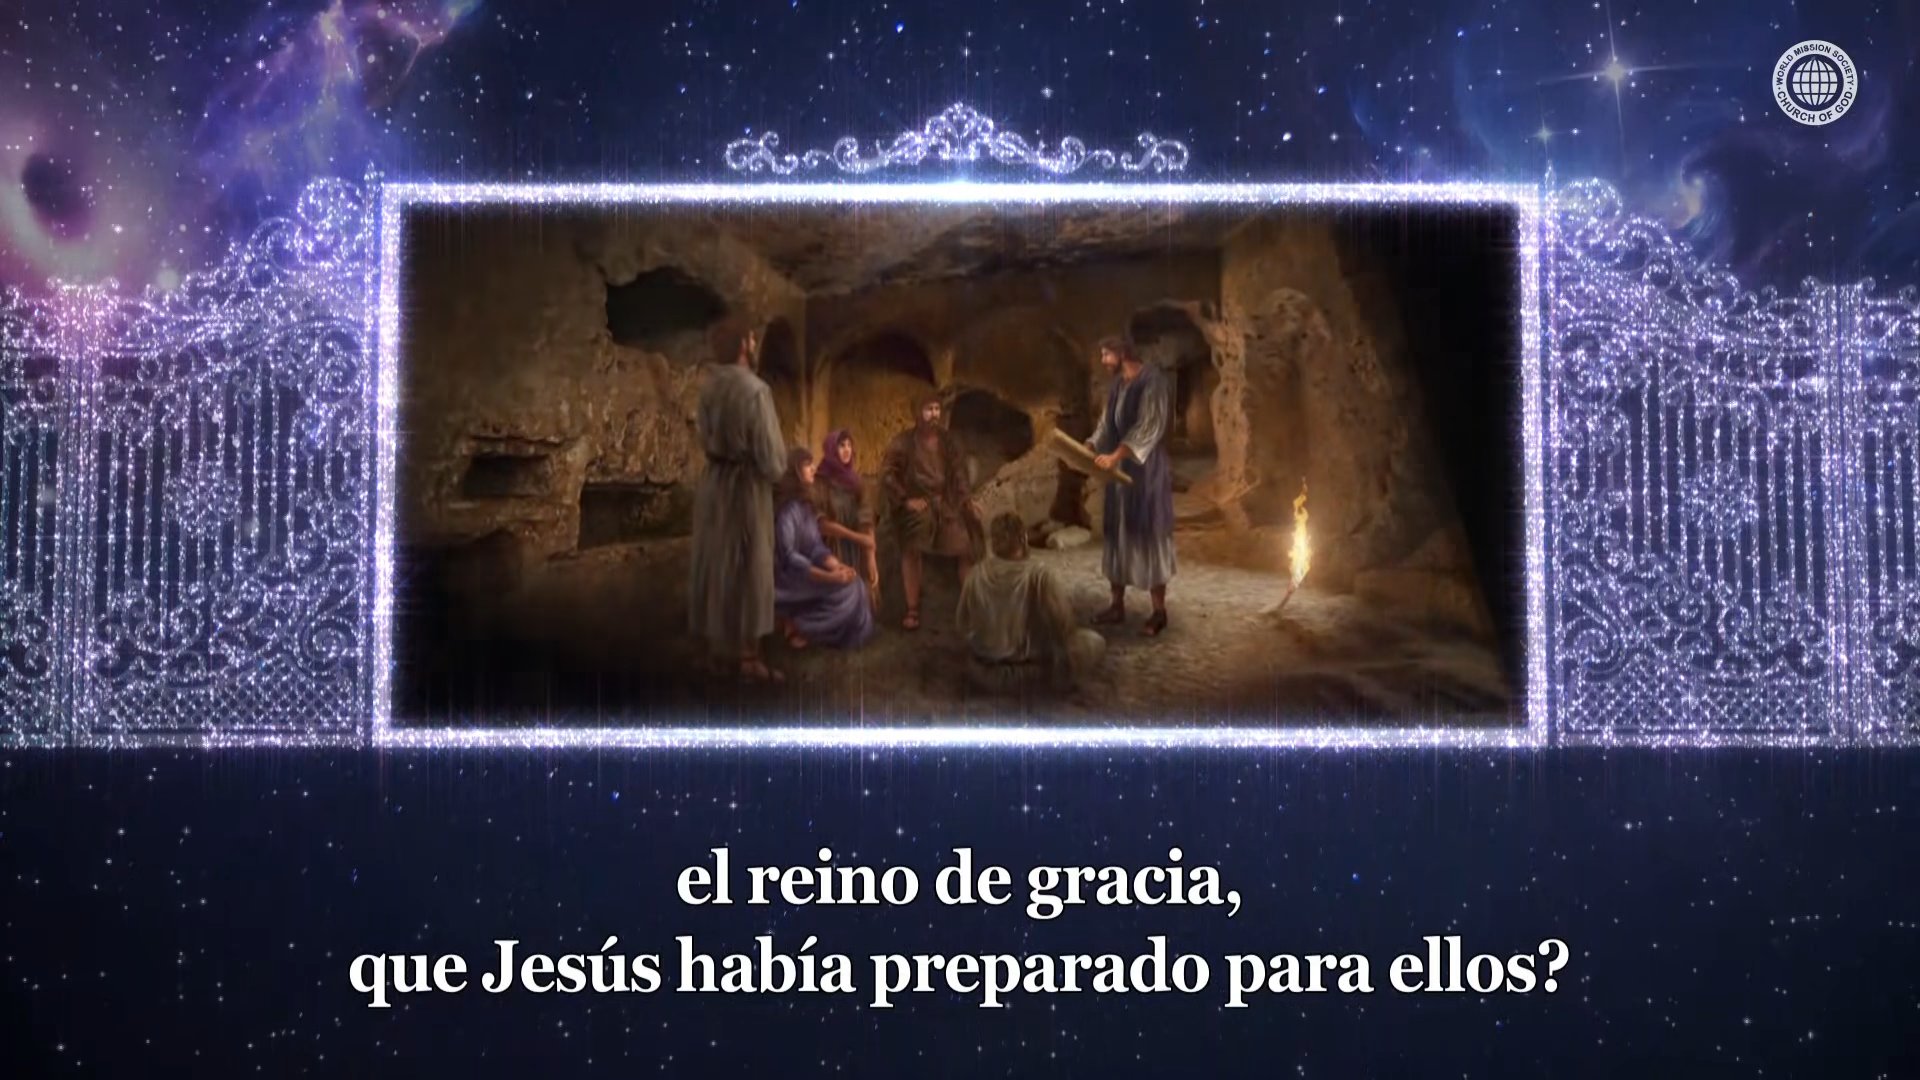 WORLD MISSION SOCIETY
CHURCH OF GOD
el reino de gracia,
que Jesús había preparado para ellos?